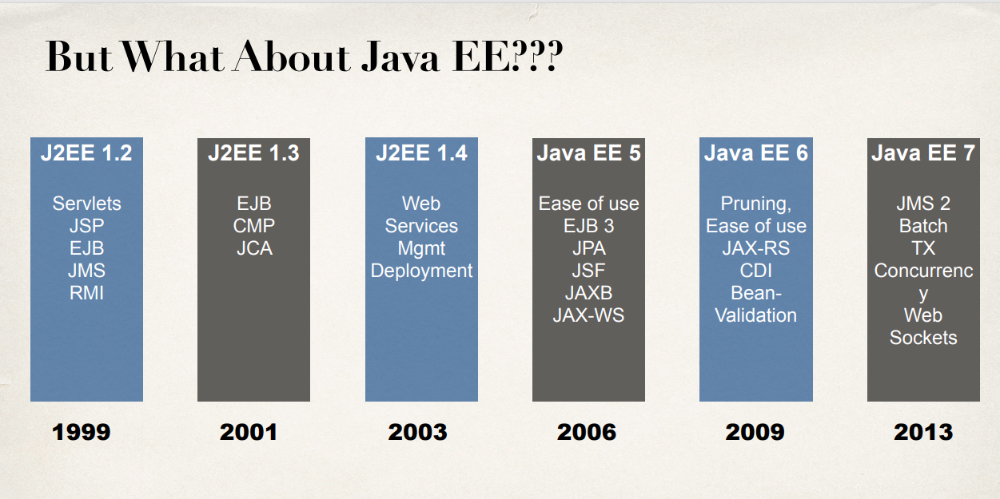 But What About Java EE???
J2EE 1.2
Servlets
JSP
EJB
JMS
RMI
1999
J2EE 1.3
EJB
CMP
JCA
2001
J2EE 1.4
Web
Services
Mgmt
Deployment
2003
Java EE 5
Ease of use
EJB 3
JPA
JSF
JAXB
JAX-WS
2006
Java EE 6
Pruning,
Ease of use
JAX-RS
CDI
Bean-
Validation
2009
Java EE 7
JMS 2
Batch
TX
Concurrenc
y
Web
Sockets
2013